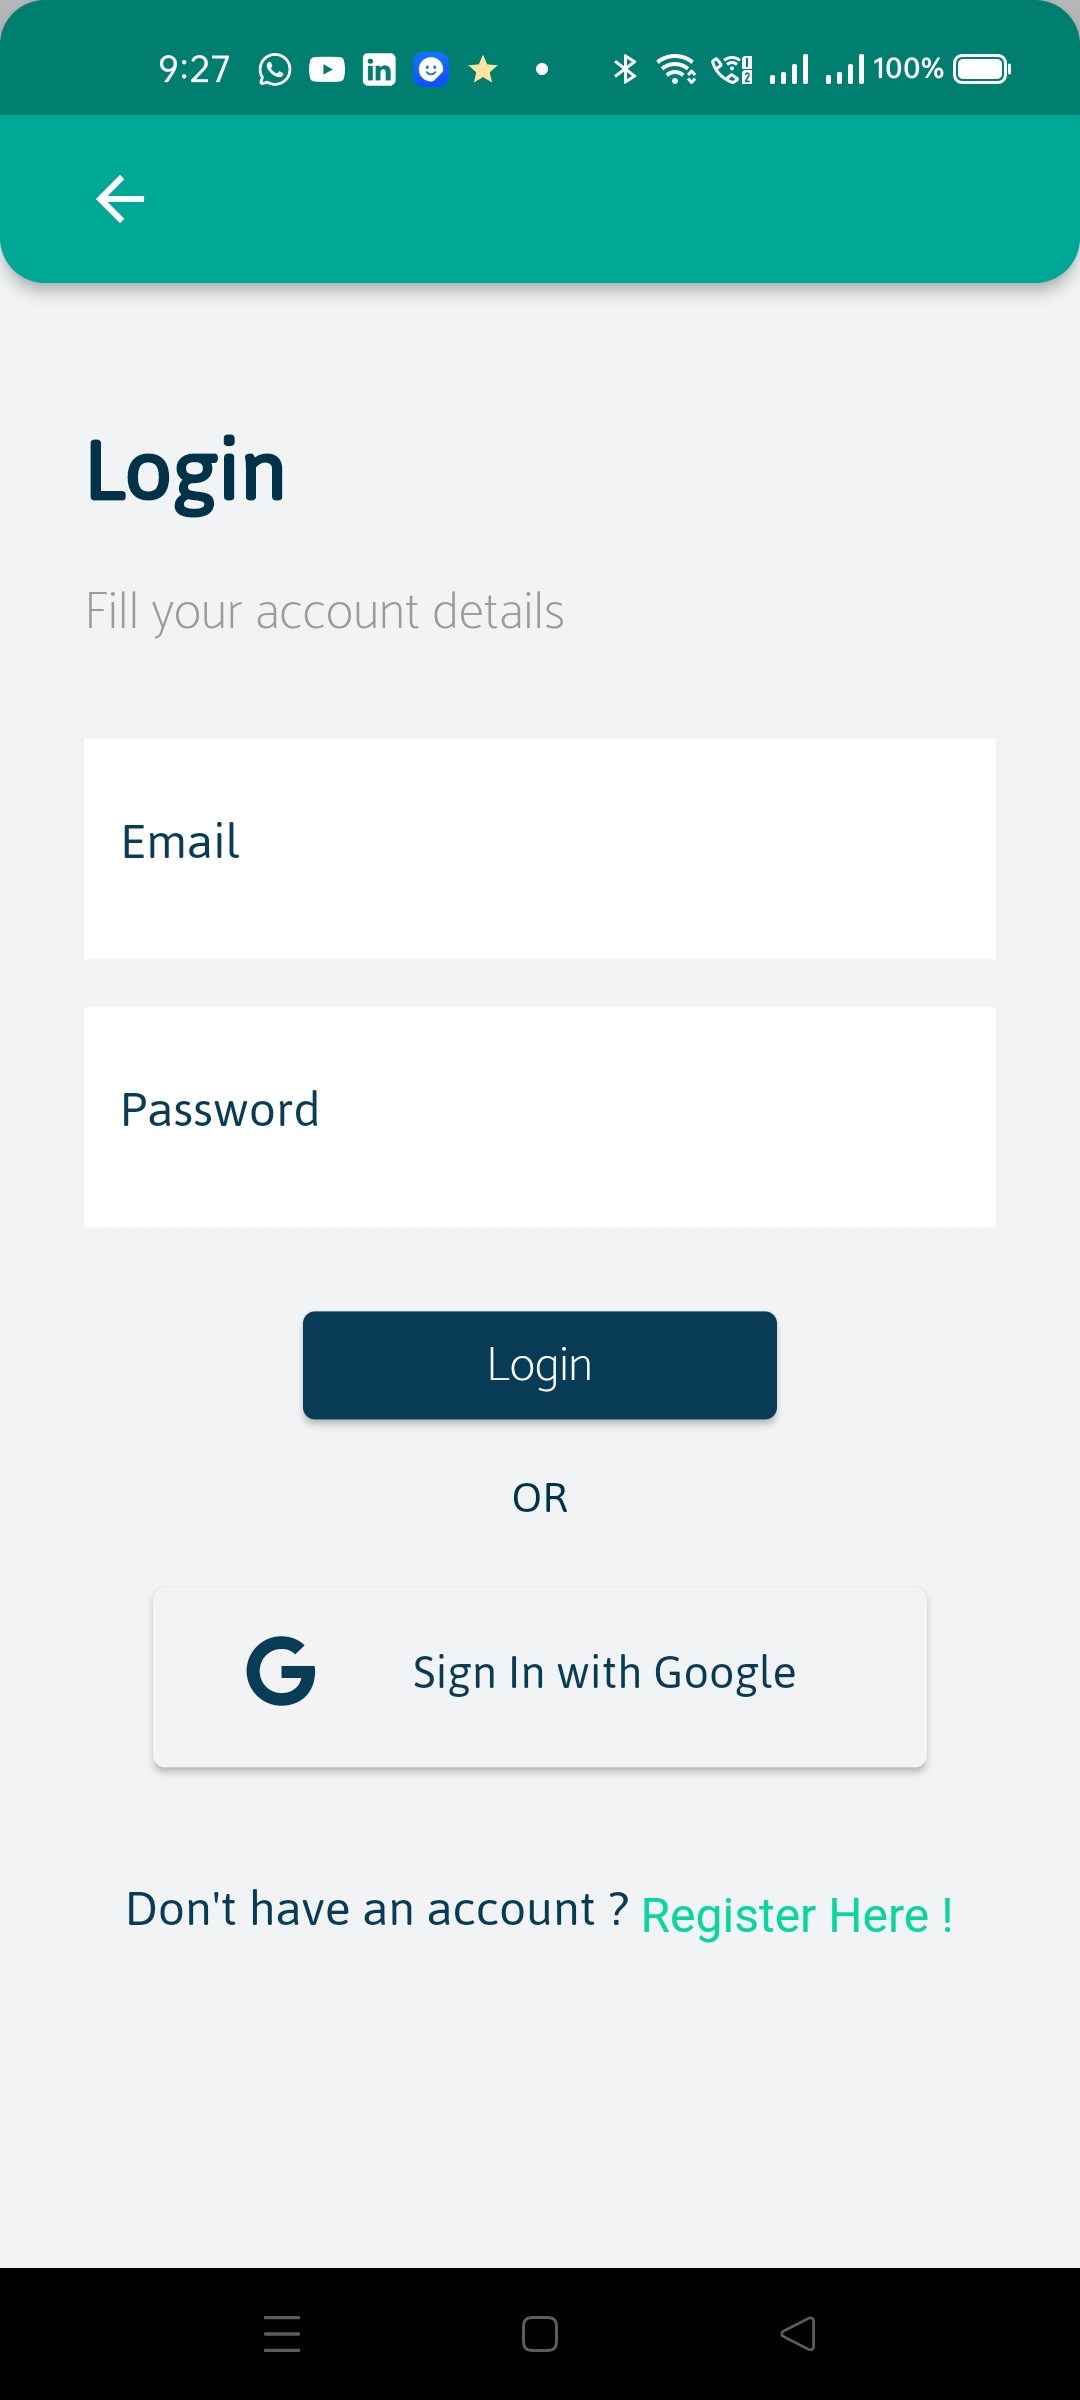 9:27 100%
Login
Fill your account details
Email
Password
Login
OR
Sign In with Google
Don't have an account ? Register Here !